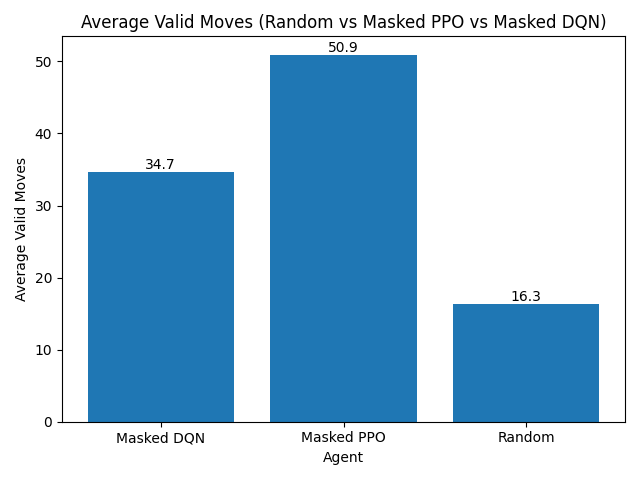 Average Valid Moves (Random vs Masked PPO vs Masked DQN)
50.9
34.7
16.3
Average Valid Moves
50
40
30
20
10
0
Masked DQN
Masked PPO
Random
Agent